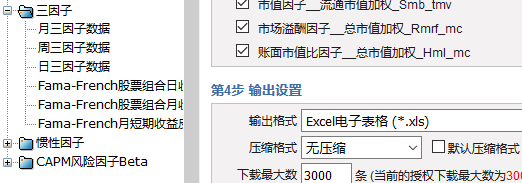 三因子
月三因子数据
周三因子数据
日三因子数据
Fama-French股票组合日收
Fama-French股票组合月收
Fama-French月短期收益反
惯性因子
CAPM风险因子Beta
市值因子__流通市值加权_Smb_tmv
市场溢酬因子__总市值加权_Rmrf_mc
账面市值比因子__总市值加权_Hml_mc
第4步 输出设置
输出格式 Excel电子表格 (*.xls)
压缩格式 无压缩 默认压缩格式
下载最大数 3000 条 (当前的授权下载最大数为300